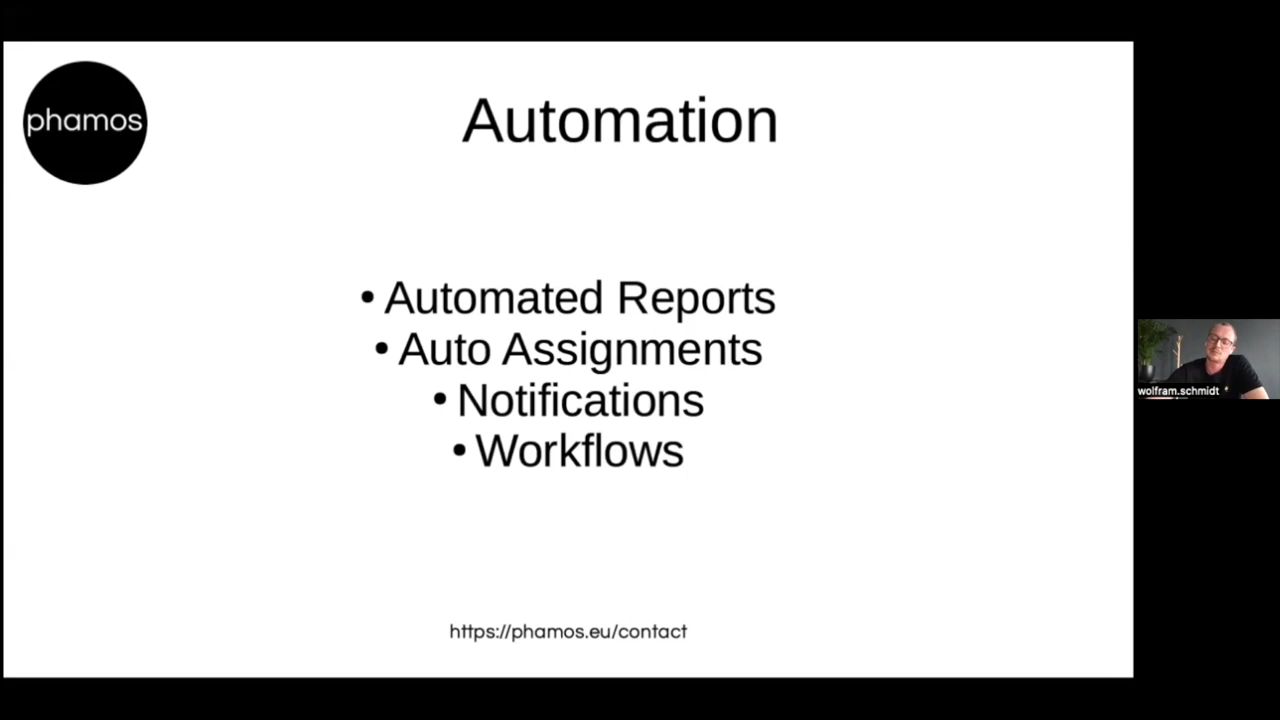 phamos
Automation
• Automated Reports
• Auto Assignments
• Notifications
• Workflows
https://phamos.eu/contact
wolfram.schmidt